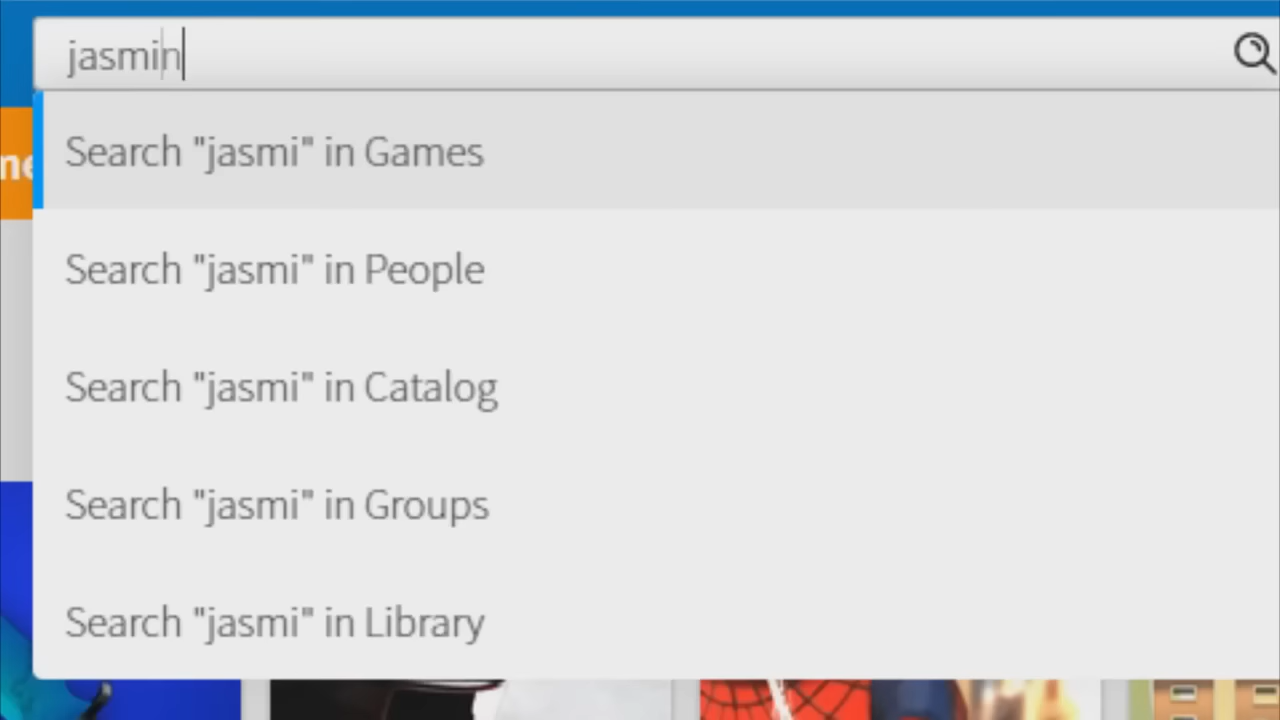 jasmin
Search "jasmi" in Games
Search "jasmi" in People
Search "jasmi" in Catalog
Search "jasmi" in Groups
Search "jasmi" in Library